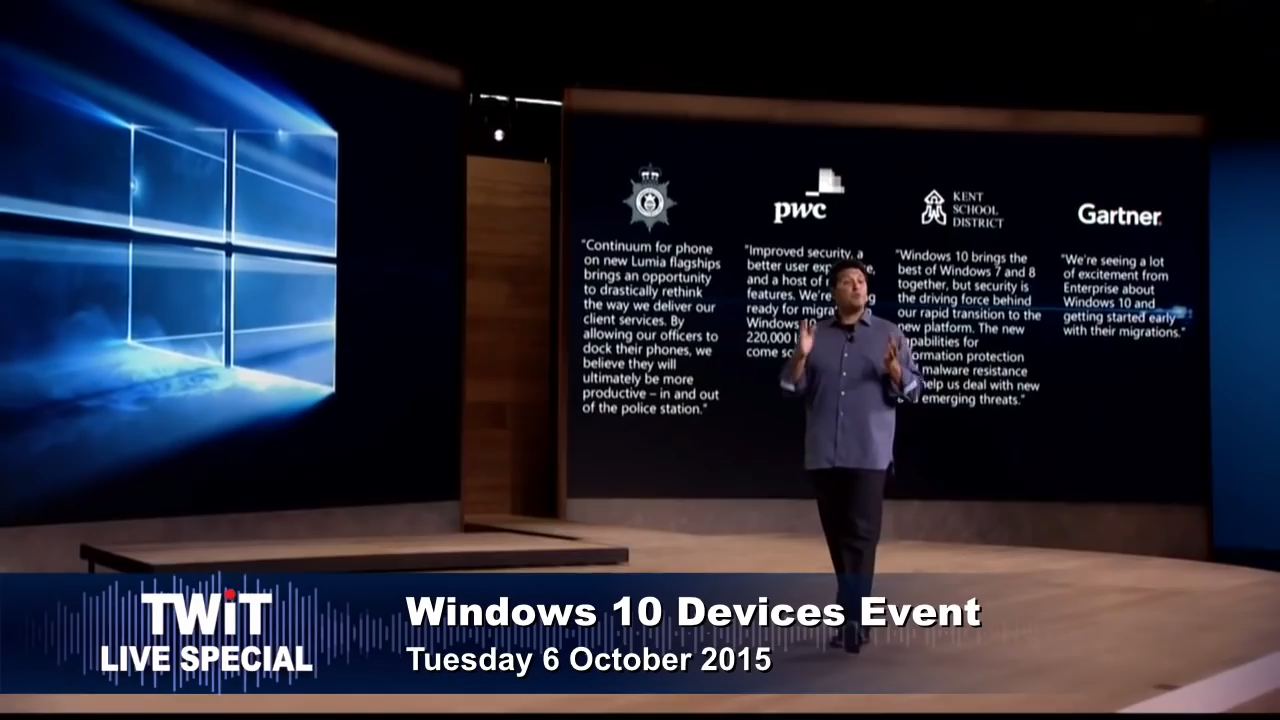 "Continuum for phone
on new Lumia flagships
brings an opportunity
to drastically rethink
the way we deliver our
client services. By
allowing our officers to
dock their phones, we
believe they will
ultimately be more
productive – in and out
of the police station."
pwc
"Improved security, a
better user
and a host of
features. We're
ready for
Windows 10
220,000
come
KENT
SCHOOL
DISTRICT
"Windows 10 brings the
best of Windows 7 and 8
together, but security is
the driving force behind
our rapid transition to the
new platform. The new
for
protection
malware resistance
help us deal with new
emerging threats."
Gartner
"We're seeing a lot
of excitement from
Enterprise about
Windows 10 and
getting started early
with their migrations."
TWiT
LIVE SPECIAL
Windows 10 Devices Event
Tuesday 6 October 2015